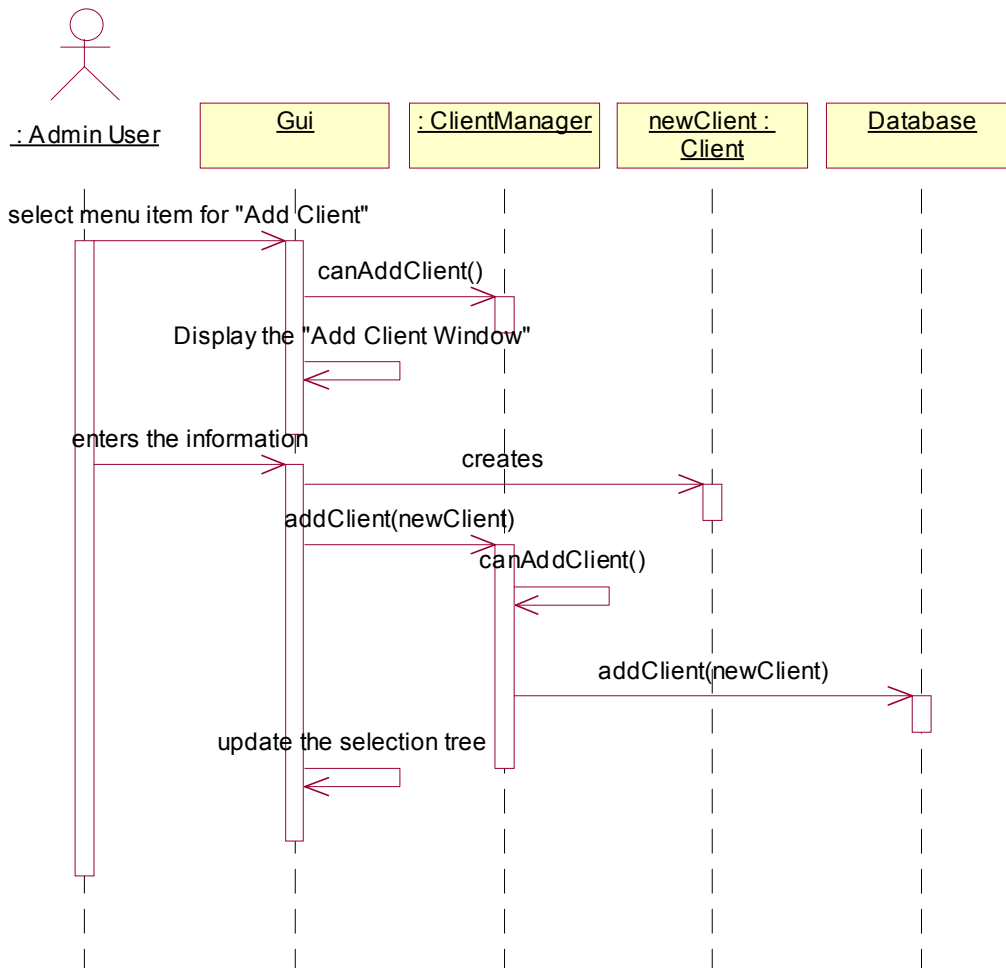 : Admin User
Gui
: ClientManager
newClient :
Client
Database
select menu item for "Add Client"
canAddClient()
Display the "Add Client Window"
enters the information
creates
addClient(newClient)
canAddClient()
addClient(newClient)
update the selection tree